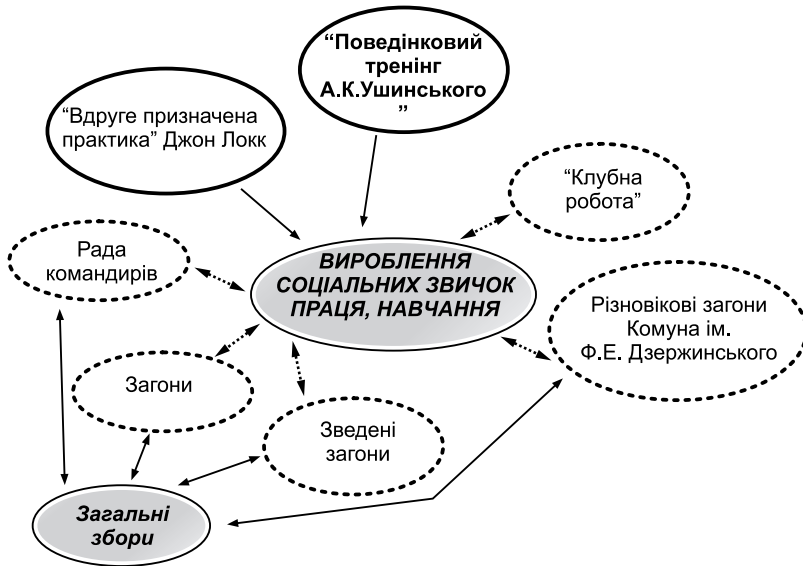 “Поведінковий
тренінг
А.К.Ушинського
”
“Вдруге призначена
практика” Джон Локк
“Клубна
робота”
Рада
командирів
ВИРОБЛЕННЯ
СОЦІАЛЬНИХ ЗВИЧОК
ПРАЦЯ, НАВЧАННЯ
Різновікові загони
Комуна ім.
Ф.Е. Дзержинського
Загони
Зведені
загони
Загальні
збори